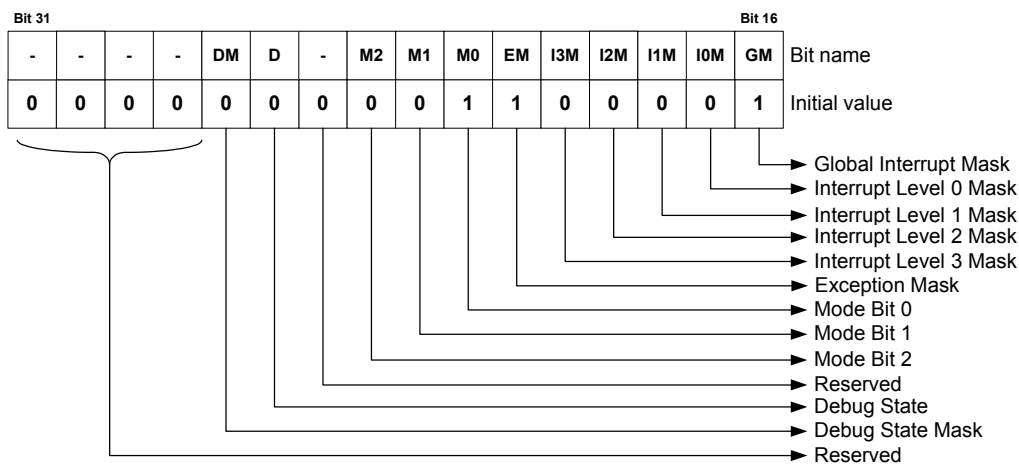 Bit 31 Bit 16
- - - - DM D - M2 M1 M0 EM I3M I2M I1M I0M GM Bit name
0 0 0 0 0 0 0 0 0 1 1 0 0 0 0 1 Initial value
Global Interrupt Mask
Interrupt Level 0 Mask
Interrupt Level 1 Mask
Interrupt Level 2 Mask
Interrupt Level 3 Mask
Exception Mask
Mode Bit 0
Mode Bit 1
Mode Bit 2
Reserved
Debug State
Debug State Mask
Reserved